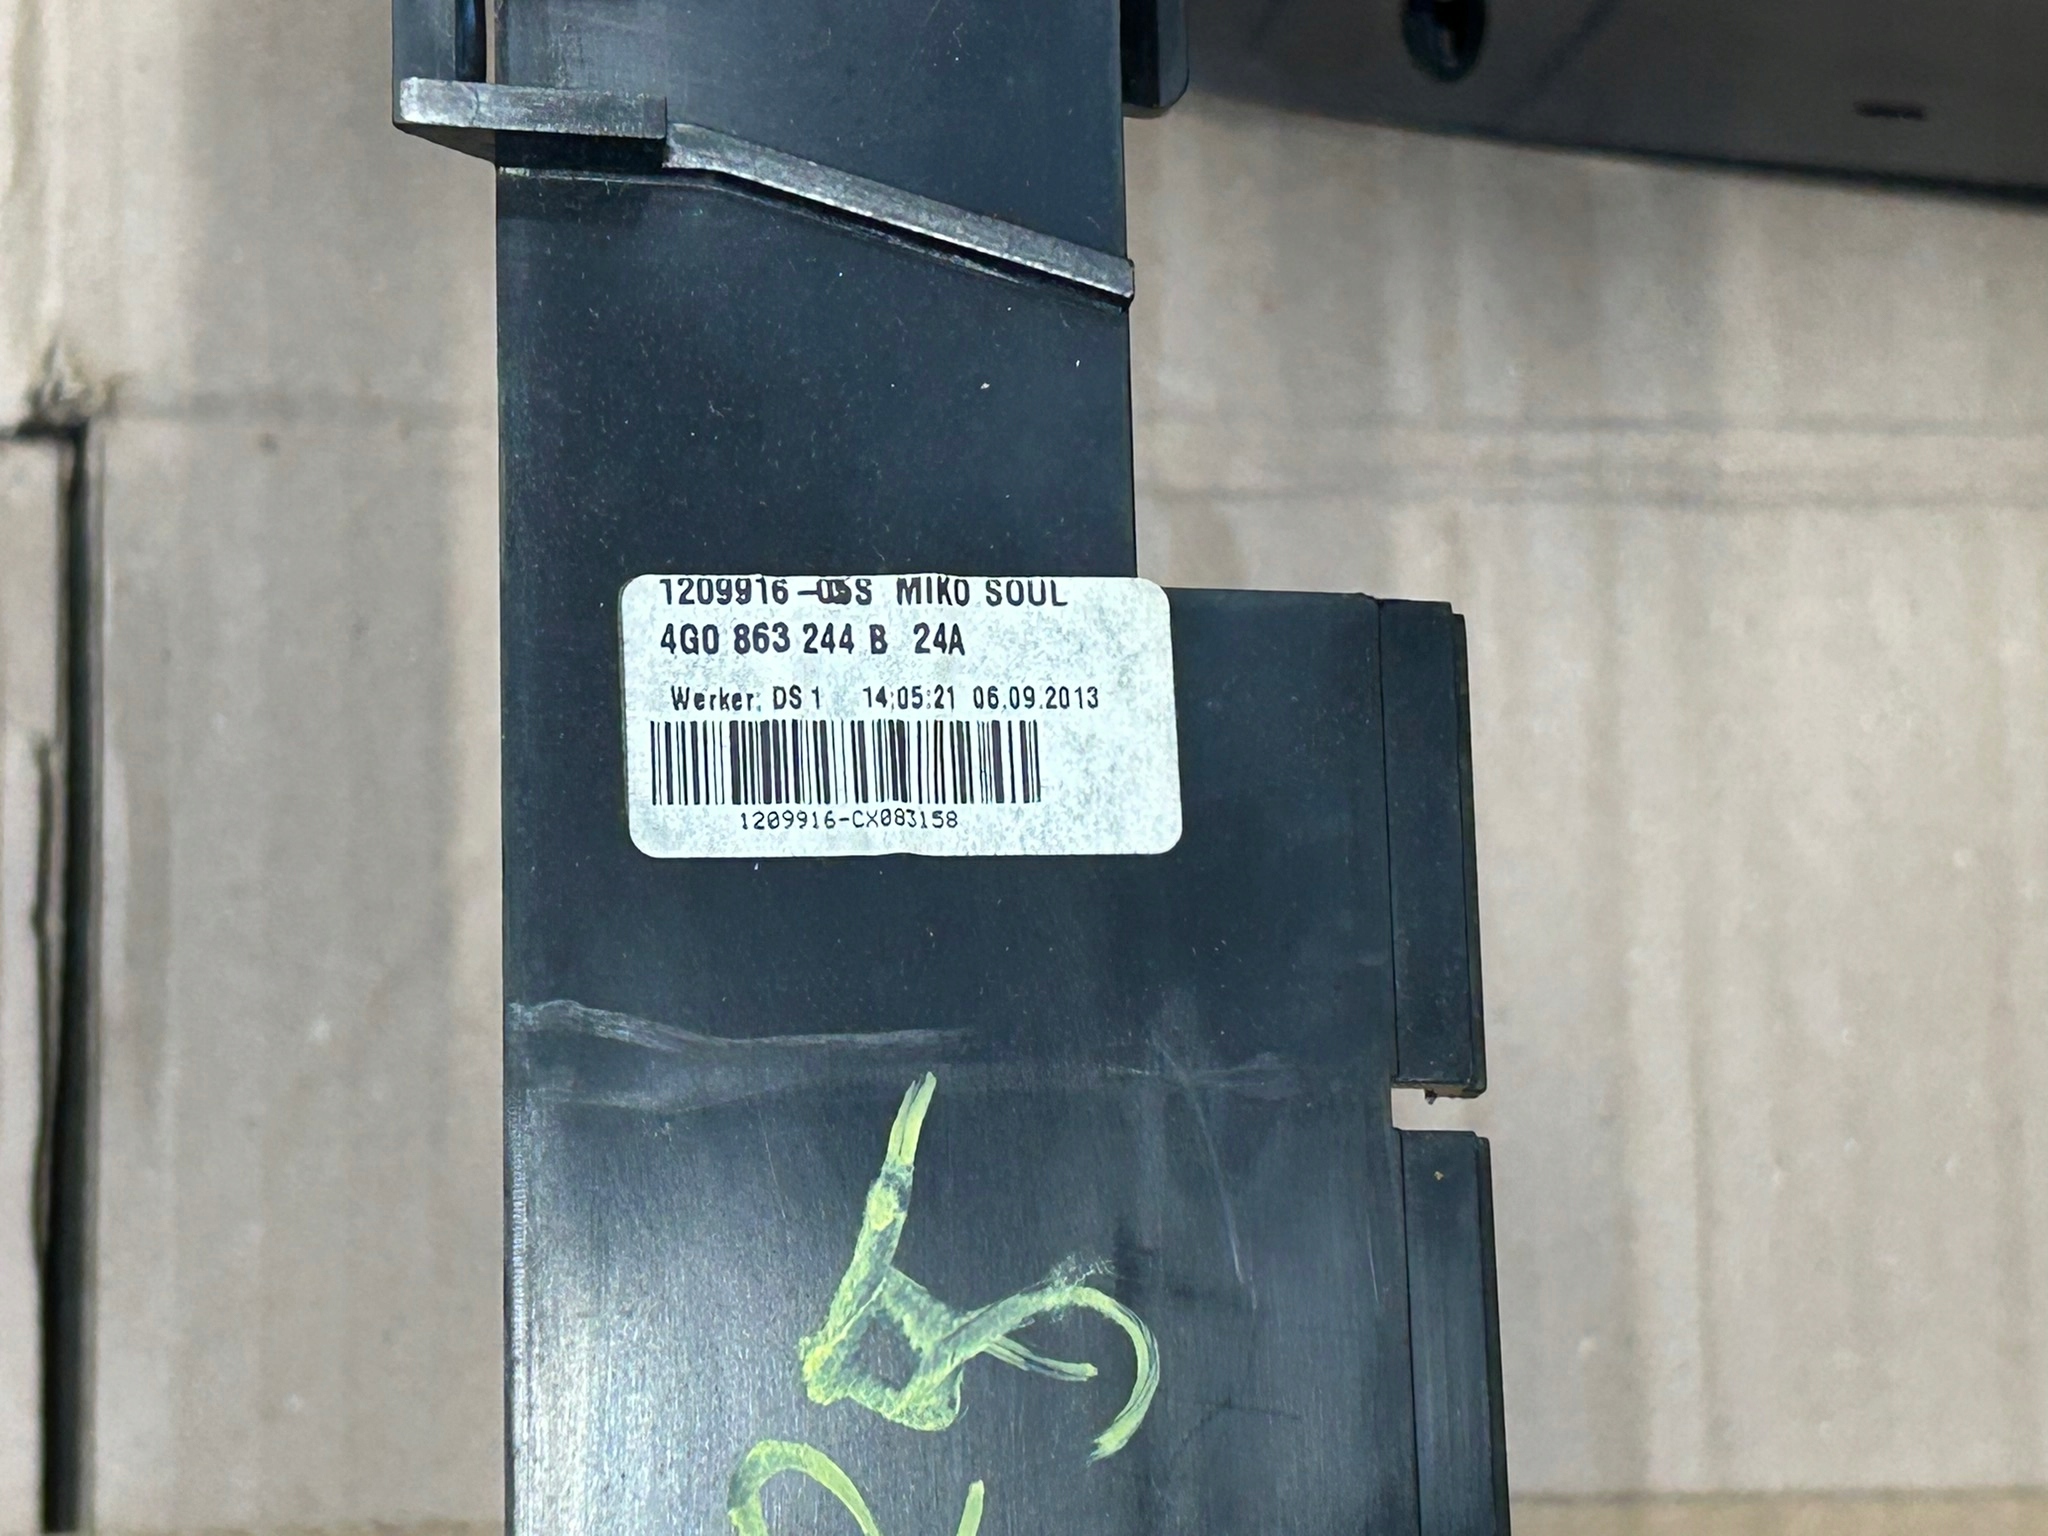 1209916-05S MIKO SOUL
4G0 863 244 B 24A
Werker: DS 1 14:05:21 06.09.2013
1209916-CX083158